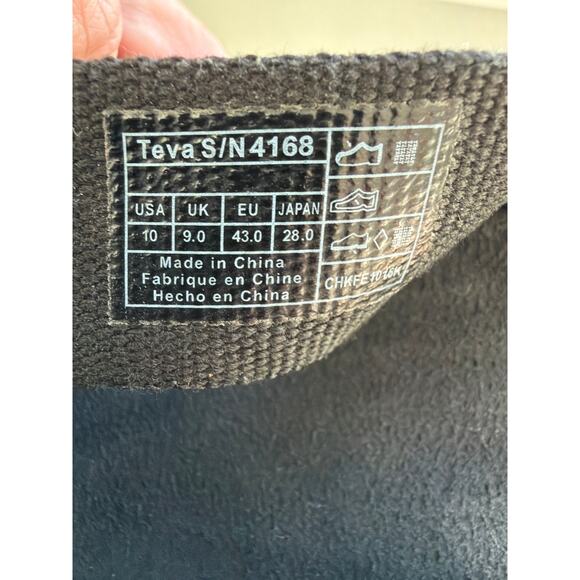 Teva S/N 4168
USA UK EU JAPAN
10 9.0 43.0 28.0
Made in China
Fabrique en Chine
Hecho en China